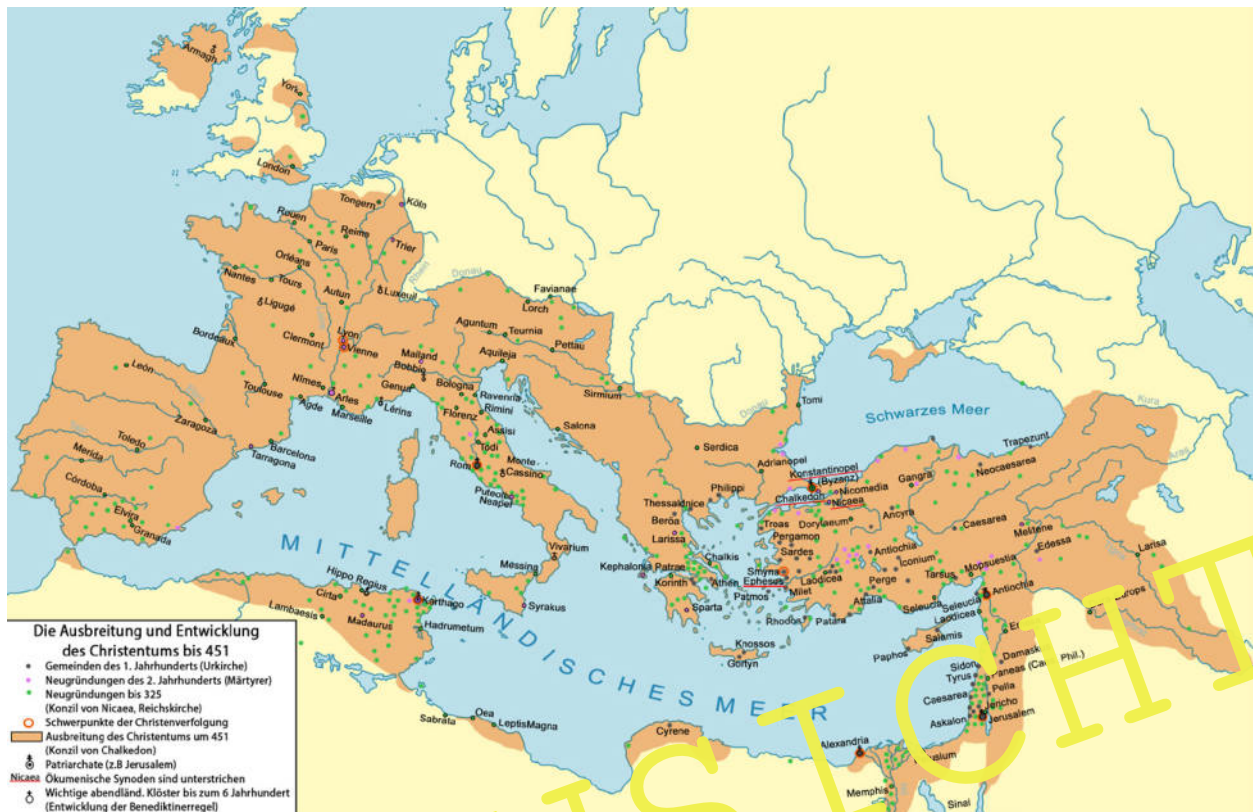 Armagh
York
London
Tongern
Köln
Rouen
Reims
Trier
Paris
Rhein
Orléans
Donau
Nantes
Tours
Autun
Luxeuil
Favianae
Lorch
Ligugé
Lyon
Aguntum
Teurnia
Bordeaux
Clermont
Vienne
Mailand
Aquileja
Pettau
León
Bobbio
Bologna
Nîmes
Genua
Ravenna
Sirmium
Kura
Toulouse
Arles
Agde
Marseille
Lérins
Florenz
Rimini
Donau
Tomi
Schwarzes Meer
Zaragoza
Assisi
Salona
Toledo
Barcelona
Tarragona
Todi
Serdica
Trapezunt
Aras
Merida
Rom
Monte
Cassino
Adrianopel
Konstantinopel
(Byzanz)
Gangra
Neocaesarea
Córdoba
Puteoli
Neapel
Philippi
Thessalonice
Chalkedon
Nicomedia
Nicaea
Elvira
Granada
Beröa
Larissa
Troas
Dorylaeum
Ancyra
Caesarea
Melitene
Pergamon
Vivarium
Chalkis
Sardes
Antiochia
Edessa
Larisa
MITTELLÄNDISCHES MEER
Messina
Kephalonia
Patrae
Smyrna
Iconium
Mopsuestia
Hippo Regius
Korinth
Athen
Ephesus
Laodicea
Perge
Tarsus
Cirta
Karthago
Syrakus
Sparta
Patmos
Milet
Attalia
Seleucia
Seleucia
Antiochia
Lambaesis
Madaurus
Hadrumetum
Rhodos
Patara
Laodicea
Europs
Knossos
Gortyn
Salamis
Paphos
Sidon
Damask
Tyrus
Paneas (Caes. Phil.)
Caesarea
Pella
Jericho
Askalon
Jerusalem
Sabrata
Oea
LeptisMagna
Cyrene
Alexandria
Memphis
Sinai
Die Ausbreitung und Entwicklung
des Christentums bis 451
Gemeinden des 1. Jahrhunderts (Urkirche)
Neugründungen des 2. Jahrhunderts (Märtyrer)
Neugründungen bis 325
(Konzil von Nicaea, Reichskirche)
Schwerpunkte der Christenverfolgung
Ausbreitung des Christentums um 451
(Konzil von Chalkedon)
Patriarchate (z.B Jerusalem)
Nicaea Ökumenische Synoden sind unterstrichen
Wichtige abendländ. Klöster bis zum 6 Jahrhundert
(Entwicklung der Benediktinerregel)